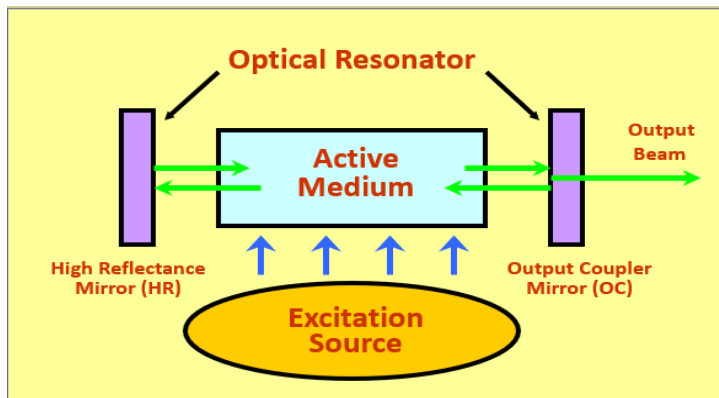 Optical Resonator
Output
Beam
Active
Medium
High Reflectance
Mirror (HR)
Output Coupler
Mirror (OC)
Excitation
Source